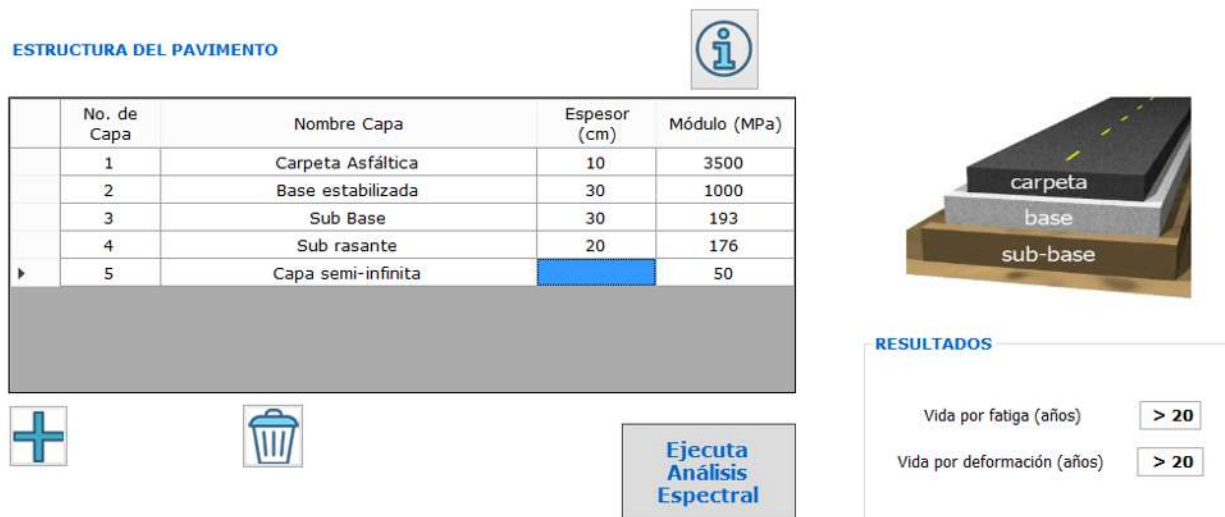 ESTRUCTURA DEL PAVIMENTO
No. de Capa Nombre Capa Espesor (cm) Módulo (MPa)
1 Carpeta Asfáltica 10 3500
2 Base estabilizada 30 1000
3 Sub Base 30 193
4 Sub rasante 20 176
5 Capa semi-infinita 50
carpeta
base
sub-base
RESULTADOS
Vida por fatiga (años) > 20
Vida por deformación (años) > 20
Ejecuta
Análisis
Espectral